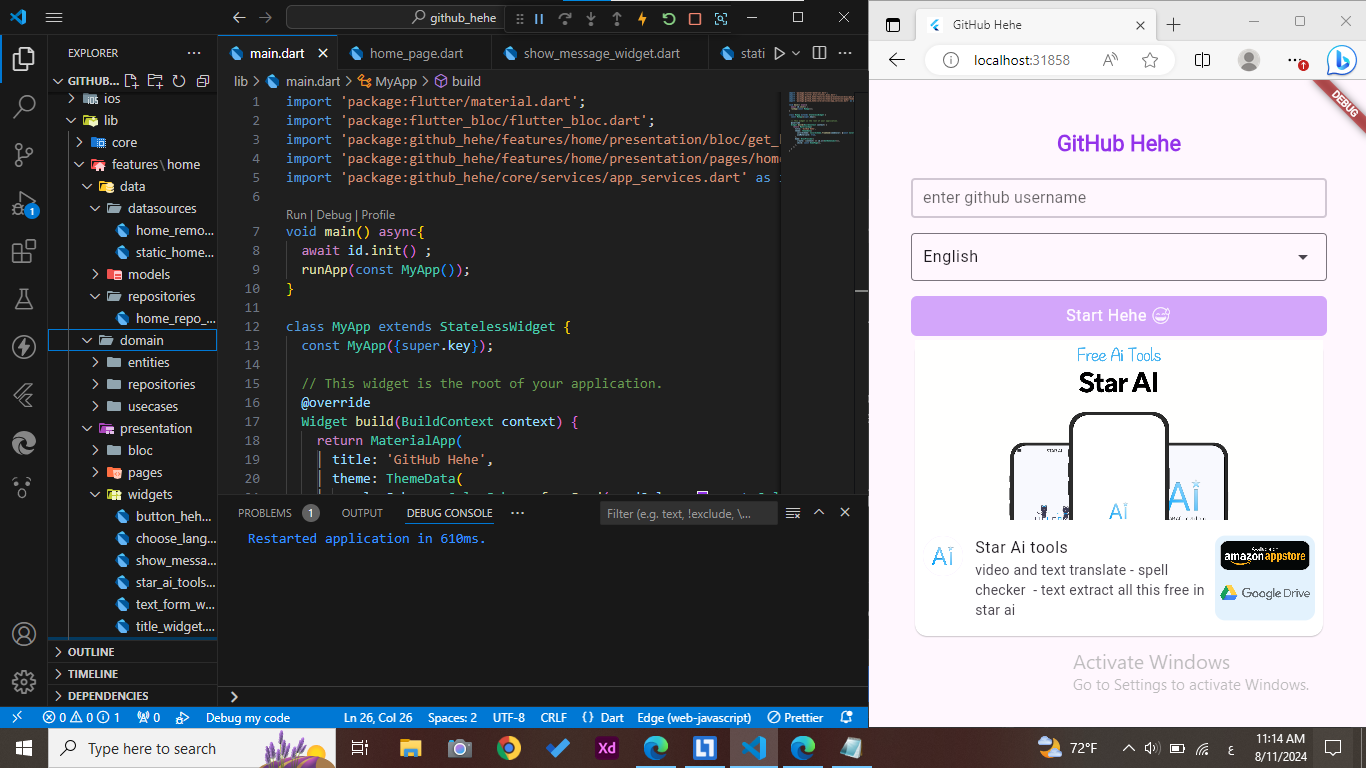 github_hehe
EXPLORER
GITHUB...
ios
lib
core
features\home
data
datasources
home_remo...
static_home...
models
repositories
home_repo_...
domain
entities
repositories
usecases
presentation
bloc
pages
widgets
button_heh...
choose_lang...
show_messa...
star_ai_tools...
text_form_w...
title_widget....
OUTLINE
TIMELINE
DEPENDENCIES
main.dart
home_page.dart
show_message_widget.dart
stati
lib > main.dart > MyApp > build
1 import 'package:flutter/material.dart';
2 import 'package:flutter_bloc/flutter_bloc.dart';
3 import 'package:github_hehe/features/home/presentation/bloc/get_
4 import 'package:github_hehe/features/home/presentation/pages/home
5 import 'package:github_hehe/core/services/app_services.dart' as
6
Run | Debug | Profile
7 void main() async{
8 await id.init() ;
9 runApp(const MyApp());
10 }
11
12 class MyApp extends StatelessWidget {
13 const MyApp({super.key});
14
15 // This widget is the root of your application.
16 @override
17 Widget build(BuildContext context) {
18 return MaterialApp(
19 title: 'GitHub Hehe',
20 theme: ThemeData(
PROBLEMS 1
OUTPUT
DEBUG CONSOLE
Filter (e.g. text, !exclude, \...
Restarted application in 610ms.
0 0 1
0
Debug my code
Ln 26, Col 26
Spaces: 2
UTF-8
CRLF
{} Dart
Edge (web-javascript)
Prettier
GitHub Hehe
localhost:31858
DEBUG
GitHub Hehe
enter github username
English
Start Hehe 😅
Free Ai Tools
Star AI
Ai
Ai
Ai
Star Ai tools
video and text translate - spell
checker - text extract all this free in
star ai
amazon appstore
Google Drive
Activate Windows
Go to Settings to activate Windows.
Type here to search
Xd
72°F
ع
11:14 AM
8/11/2024